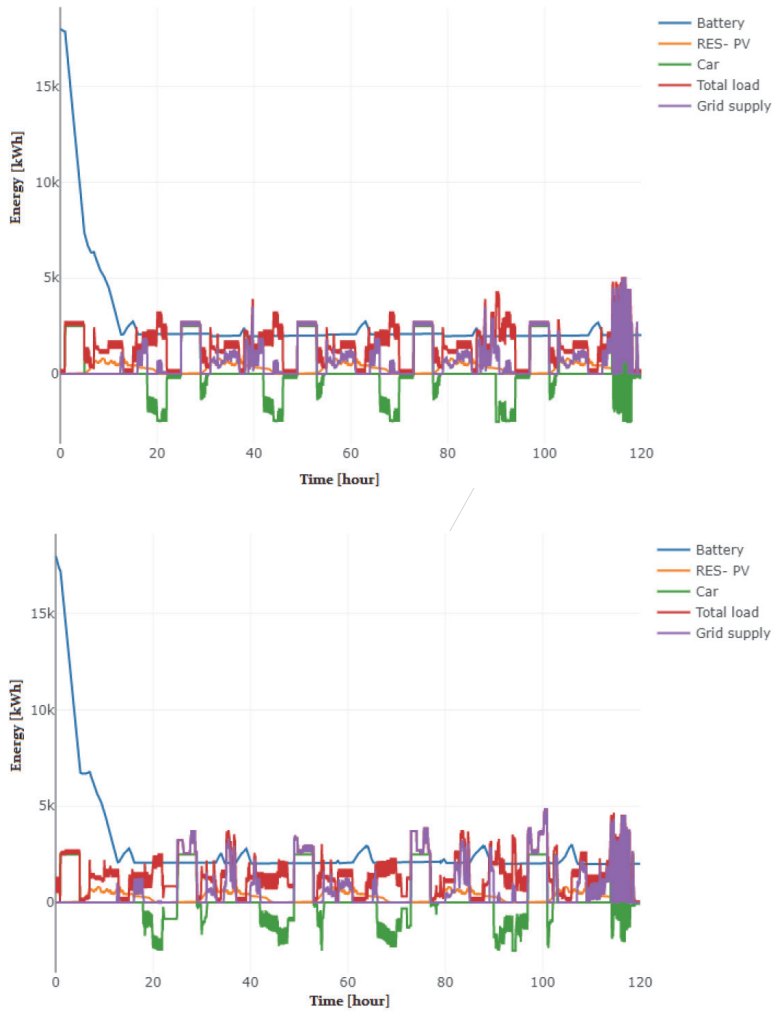 Battery
RES- PV
Car
Total load
Grid supply
15k
10k
5k
0
Energy [kWh]
0 20 40 60 80 100 120
Time [hour]
Battery
RES- PV
Car
Total load
Grid supply
15k
10k
5k
0
Energy [kWh]
0 20 40 60 80 100 120
Time [hour]